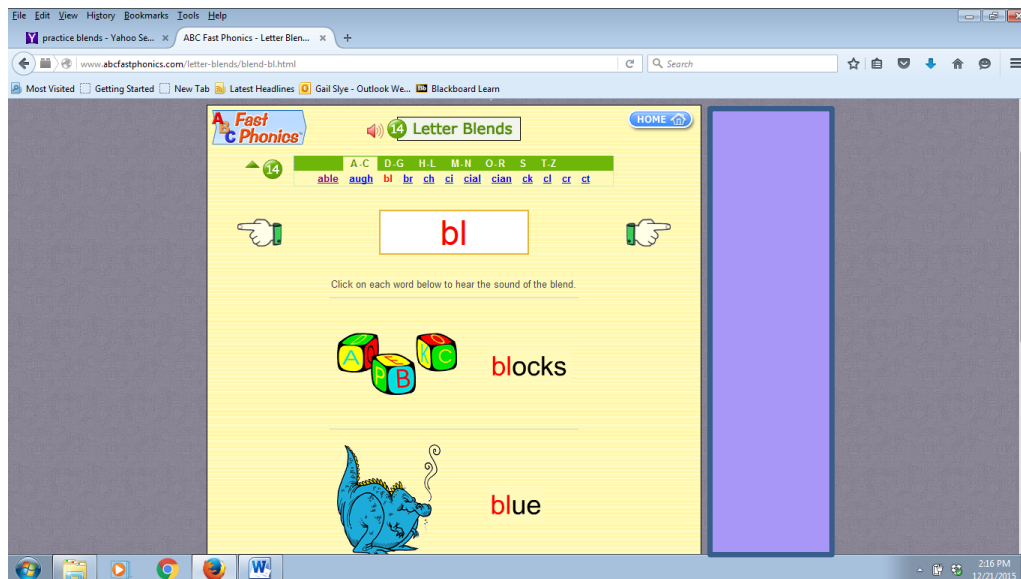 File Edit View History Bookmarks Tools Help
practice blends - Yahoo Se... × ABC Fast Phonics - Letter Blen... × +
www.abcfastphonics.com/letter-blends/blend-bl.html Search
Most Visited Getting Started New Tab Latest Headlines Gail Slye - Outlook We... Blackboard Learn
ABC Fast Phonics
14 Letter Blends
HOME
14
A-C D-G H-L M-N O-R S T-Z
able augh bl br ch ci cial cian ck cl cr ct
bl
Click on each word below to hear the sound of the blend.
blocks
blue
2:16 PM
12/21/2015